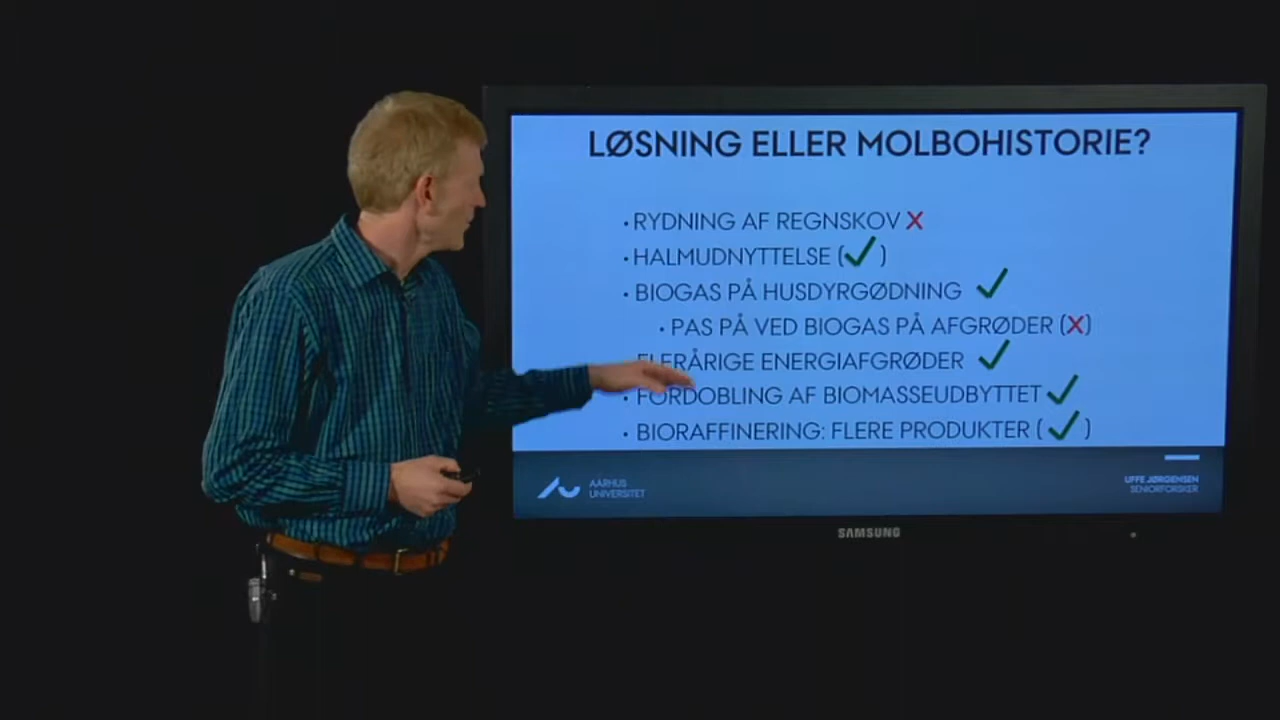 LØSNING ELLER MOLBOHISTORIE?
• RYDNING AF REGNSKOV X
• HALMUDNYTTELSE (✓)
• BIOGAS PÅ HUSDYRGØDNING ✓
• PAS PÅ VED BIOGAS PÅ AFGRØDER (X)
FLERÅRIGE ENERGIAFGRØDER ✓
• FORDOBLING AF BIOMASSEUDBYTTET ✓
• BIORAFFINERING: FLERE PRODUKTER (✓)
AARHUS
UNIVERSITET
UFFE JØRGENSEN
SENIORFORSKER
SAMSUNG